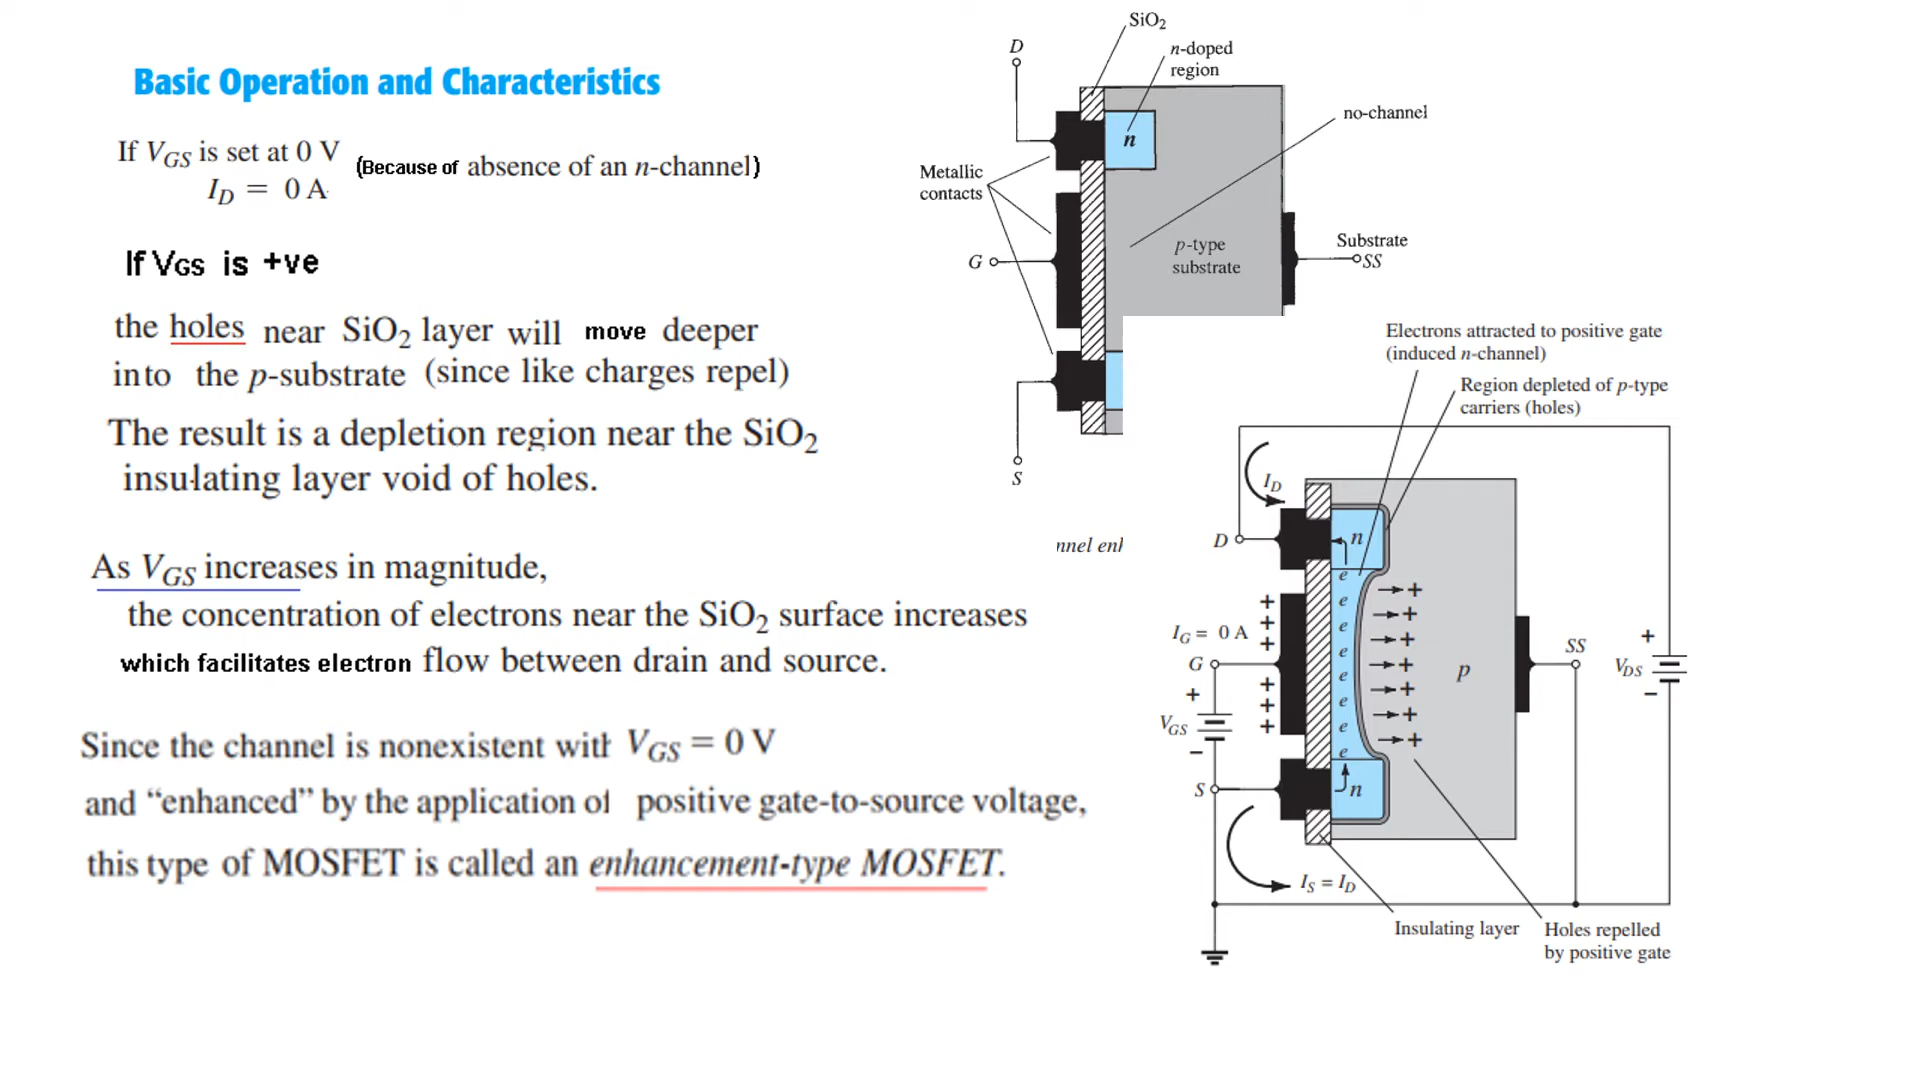 Basic Operation and Characteristics
If VGS is set at 0 V (Because of absence of an n-channel)
ID = 0 A
If VGS is +ve
the holes near SiO2 layer will move deeper
into the p-substrate (since like charges repel)
The result is a depletion region near the SiO2
insulating layer void of holes.
As VGS increases in magnitude,
the concentration of electrons near the SiO2 surface increases
which facilitates electron flow between drain and source.
Since the channel is nonexistent with VGS = 0 V
and “enhanced” by the application of positive gate-to-source voltage,
this type of MOSFET is called an enhancement-type MOSFET.
SiO2
D
n-doped
region
no-channel
n
Metallic
contacts
p-type
substrate
Substrate
SS
G
S
Electrons attracted to positive gate
(induced n-channel)
Region depleted of p-type
carriers (holes)
ID
D
n
e
e
e
e
e
e
e
e
+
+
+
+
+
+
+
+
+
+
+
+
+
IG = 0 A
G
+
VGS
−
p
SS
+
VDS
−
S
n
IS = ID
Insulating layer
Holes repelled
by positive gate